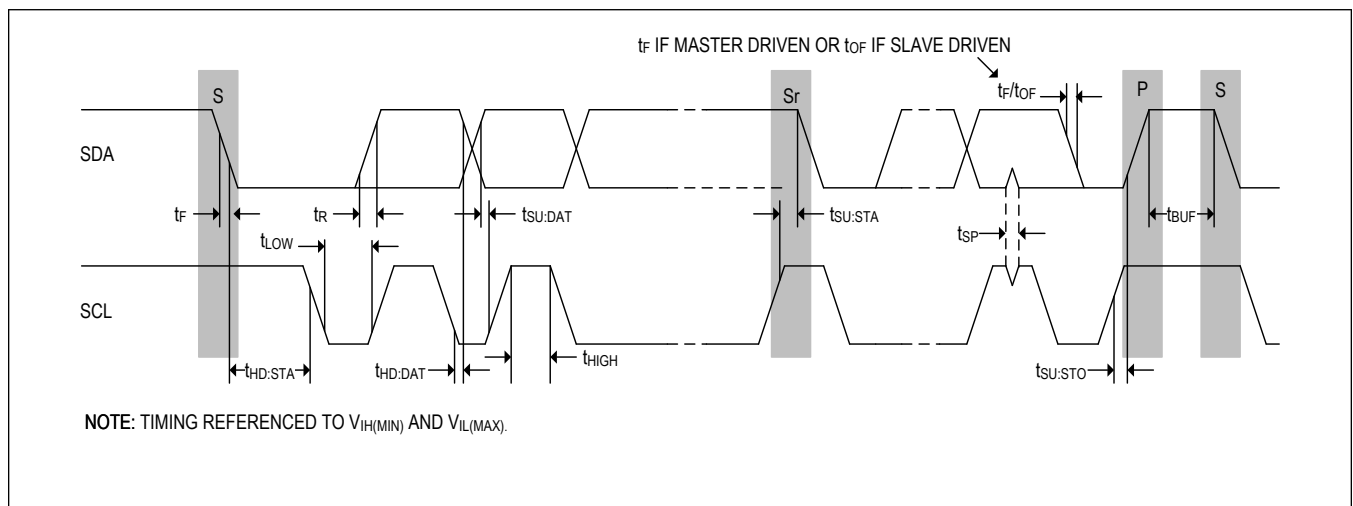 tF IF MASTER DRIVEN OR tOF IF SLAVE DRIVEN
S
Sr
tF/tOF
P
S
SDA
tF
tR
tSU:DAT
tSU:STA
tBUF
tLOW
tSP
SCL
tHD:STA
tHD:DAT
tHIGH
tSU:STO
NOTE: TIMING REFERENCED TO VIH(MIN) AND VIL(MAX).